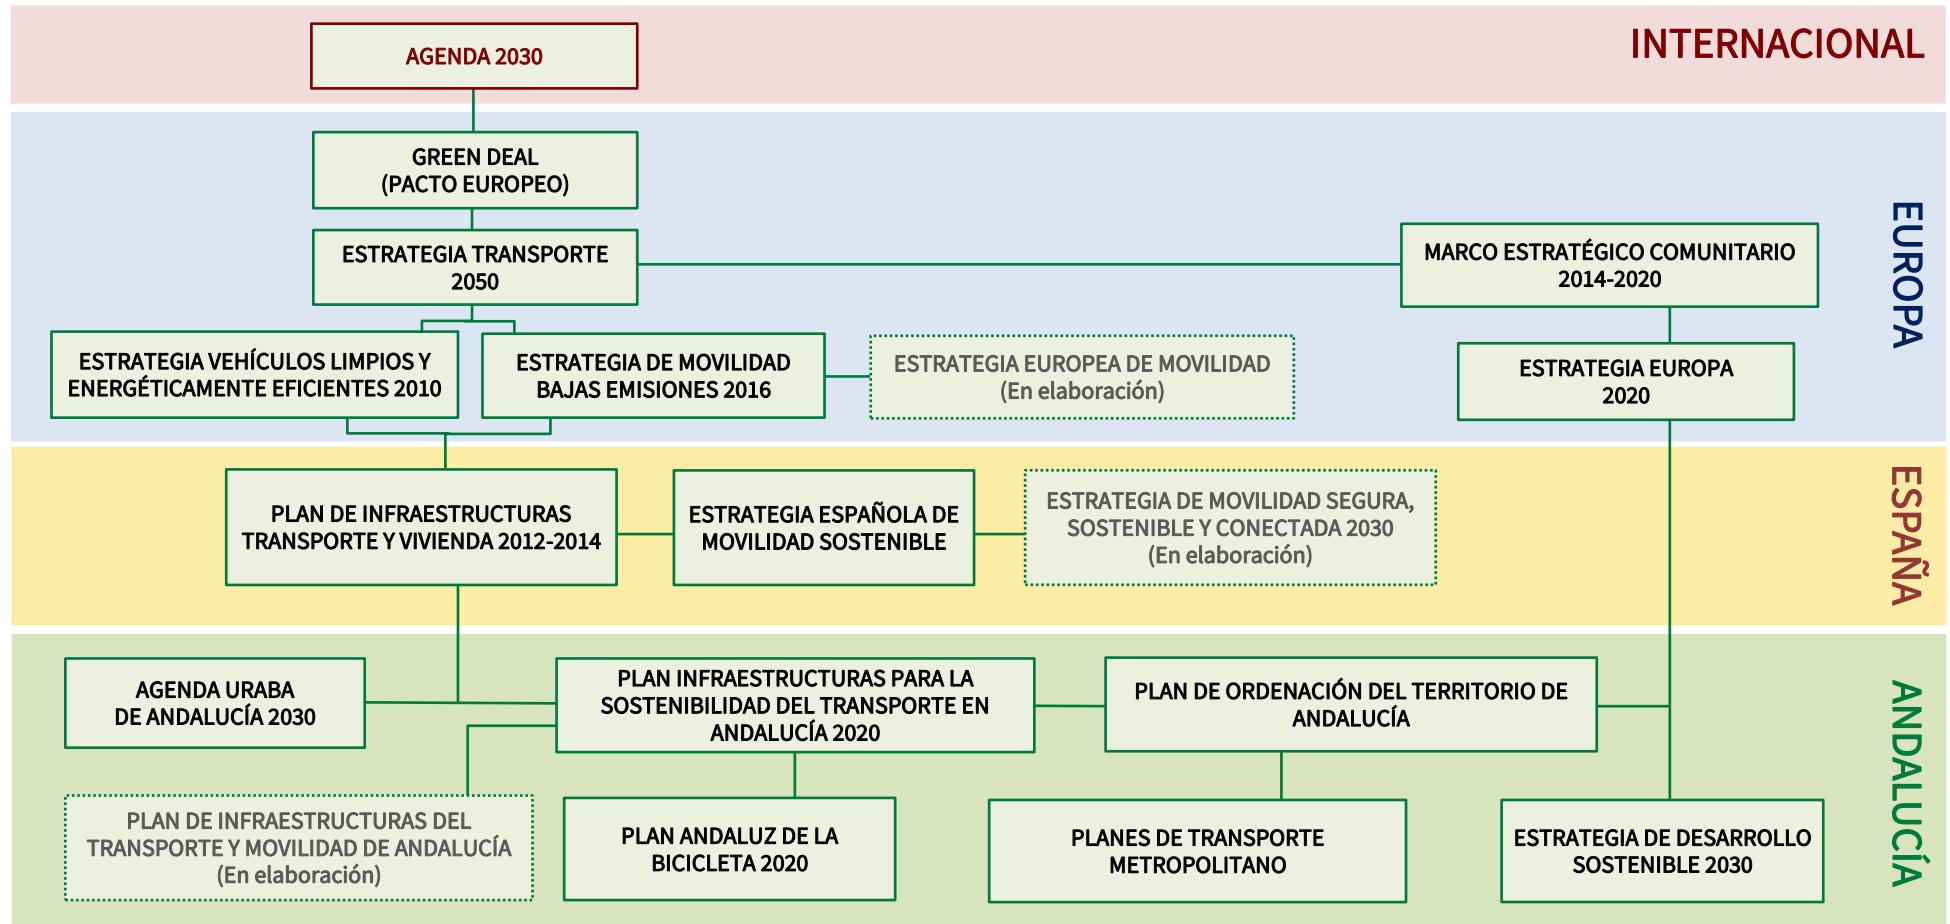 INTERNACIONAL
AGENDA 2030
EUROPA
GREEN DEAL
(PACTO EUROPEO)
ESTRATEGIA TRANSPORTE
2050
MARCO ESTRATÉGICO COMUNITARIO
2014-2020
ESTRATEGIA VEHÍCULOS LIMPIOS Y
ENERGÉTICAMENTE EFICIENTES 2010
ESTRATEGIA DE MOVILIDAD
BAJAS EMISIONES 2016
ESTRATEGIA EUROPEA DE MOVILIDAD
(En elaboración)
ESTRATEGIA EUROPA
2020
ESPAÑA
PLAN DE INFRAESTRUCTURAS
TRANSPORTE Y VIVIENDA 2012-2014
ESTRATEGIA ESPAÑOLA DE
MOVILIDAD SOSTENIBLE
ESTRATEGIA DE MOVILIDAD SEGURA,
SOSTENIBLE Y CONECTADA 2030
(En elaboración)
ANDALUCÍA
AGENDA URABA
DE ANDALUCÍA 2030
PLAN INFRAESTRUCTURAS PARA LA
SOSTENIBILIDAD DEL TRANSPORTE EN
ANDALUCÍA 2020
PLAN DE ORDENACIÓN DEL TERRITORIO DE
ANDALUCÍA
PLAN DE INFRAESTRUCTURAS DEL
TRANSPORTE Y MOVILIDAD DE ANDALUCÍA
(En elaboración)
PLAN ANDALUZ DE LA
BICICLETA 2020
PLANES DE TRANSPORTE
METROPOLITANO
ESTRATEGIA DE DESARROLLO
SOSTENIBLE 2030